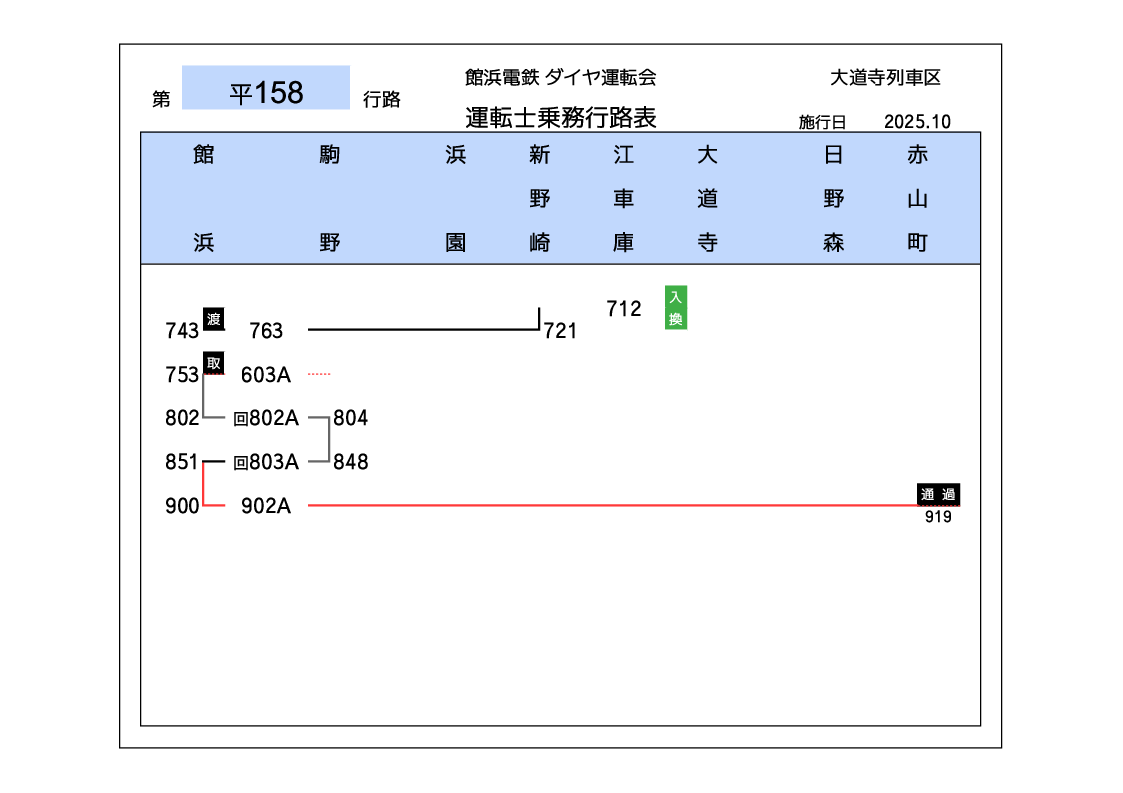 第 平158 行路
館浜電鉄 ダイヤ運転会
運転士乗務行路表
大道寺列車区
施行日 2025.10
館浜 駒野 浜園 新野崎 江車庫 大道寺 日野森 赤山町
712 入換
743 渡 763 721
753 取 603A
802 回802A 804
851 回803A 848
900 902A 通過
919